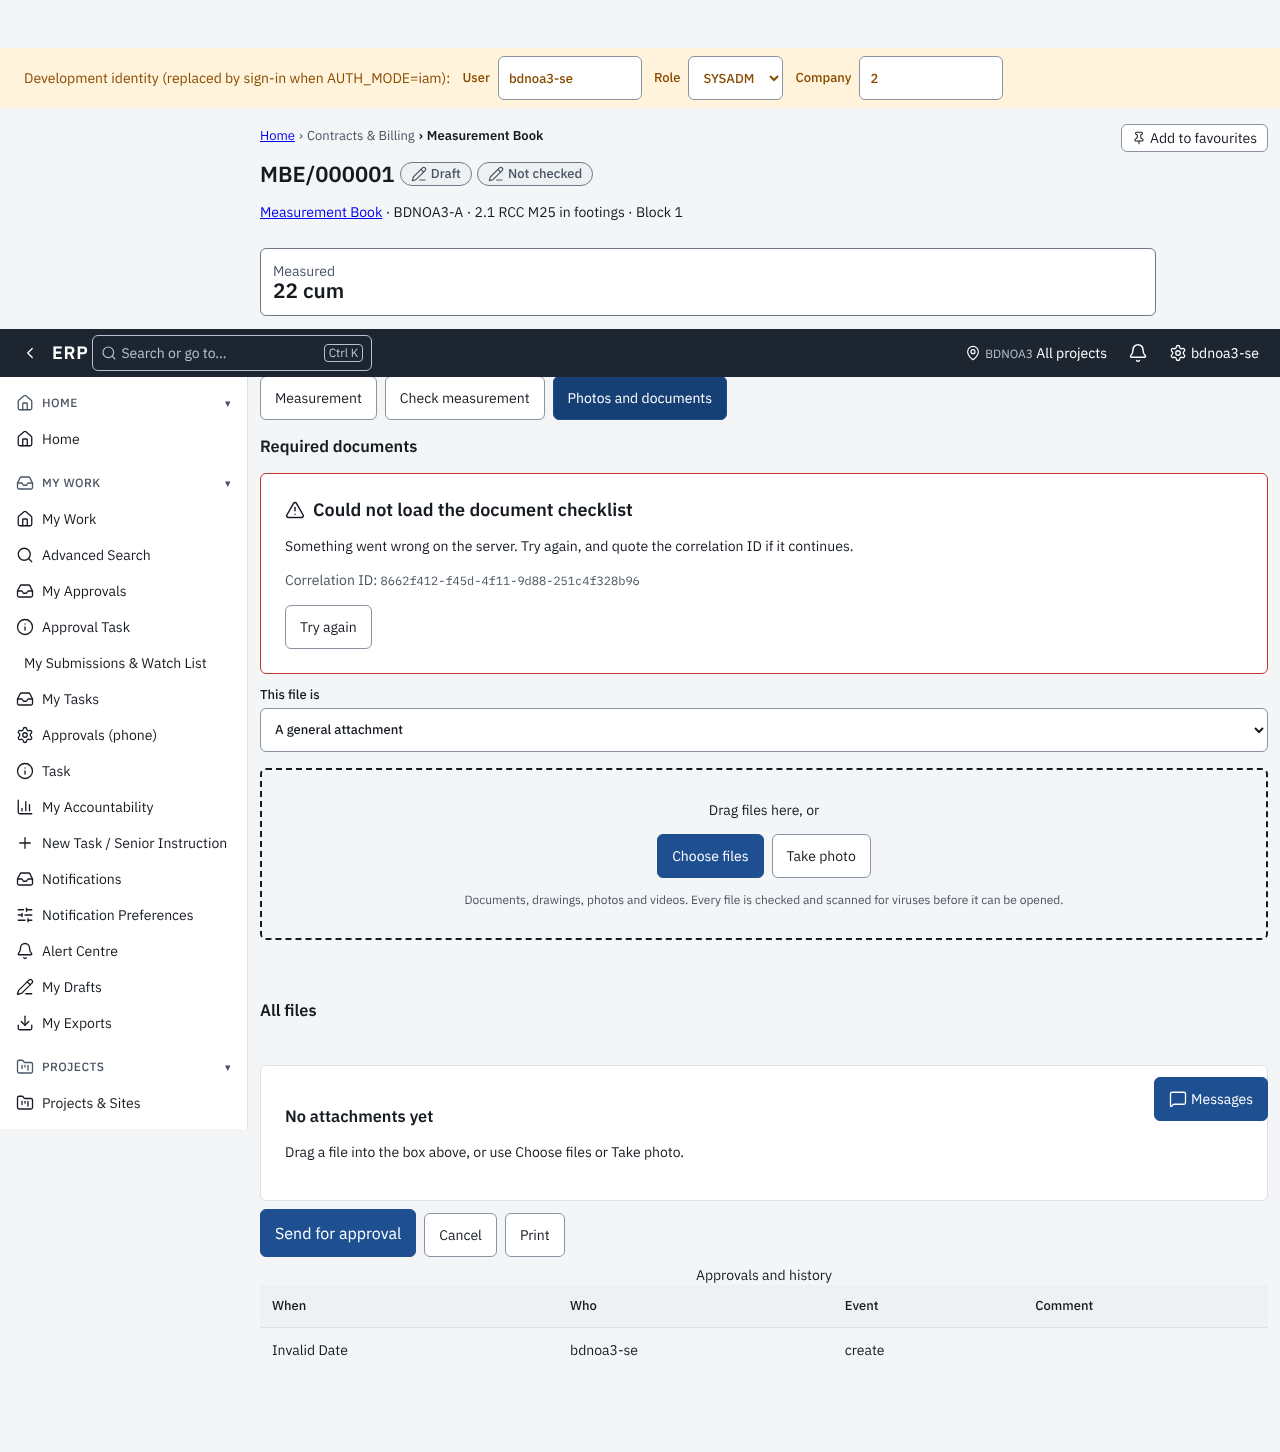 Development identity (replaced by sign-in when AUTH_MODE=iam): User bdnoa3-se Role SYSADM Company 2
Home › Contracts & Billing › Measurement Book
Add to favourites
MBE/000001 Draft Not checked
Measurement Book · BDNOA3-A · 2.1 RCC M25 in footings · Block 1
Measured
22 cum
ERP Search or go to... Ctrl K BDNOA3 All projects bdnoa3-se
HOME
Home
MY WORK
My Work
Advanced Search
My Approvals
Approval Task
My Submissions & Watch List
My Tasks
Approvals (phone)
Task
My Accountability
New Task / Senior Instruction
Notifications
Notification Preferences
Alert Centre
My Drafts
My Exports
PROJECTS
Projects & Sites
Measurement Check measurement Photos and documents
Required documents
Could not load the document checklist
Something went wrong on the server. Try again, and quote the correlation ID if it continues.
Correlation ID: 8662f412-f45d-4f11-9d88-251c4f328b96
Try again
This file is
A general attachment
Drag files here, or
Choose files Take photo
Documents, drawings, photos and videos. Every file is checked and scanned for viruses before it can be opened.
All files
Messages
No attachments yet
Drag a file into the box above, or use Choose files or Take photo.
Send for approval Cancel Print
Approvals and history
When Who Event Comment
Invalid Date bdnoa3-se create